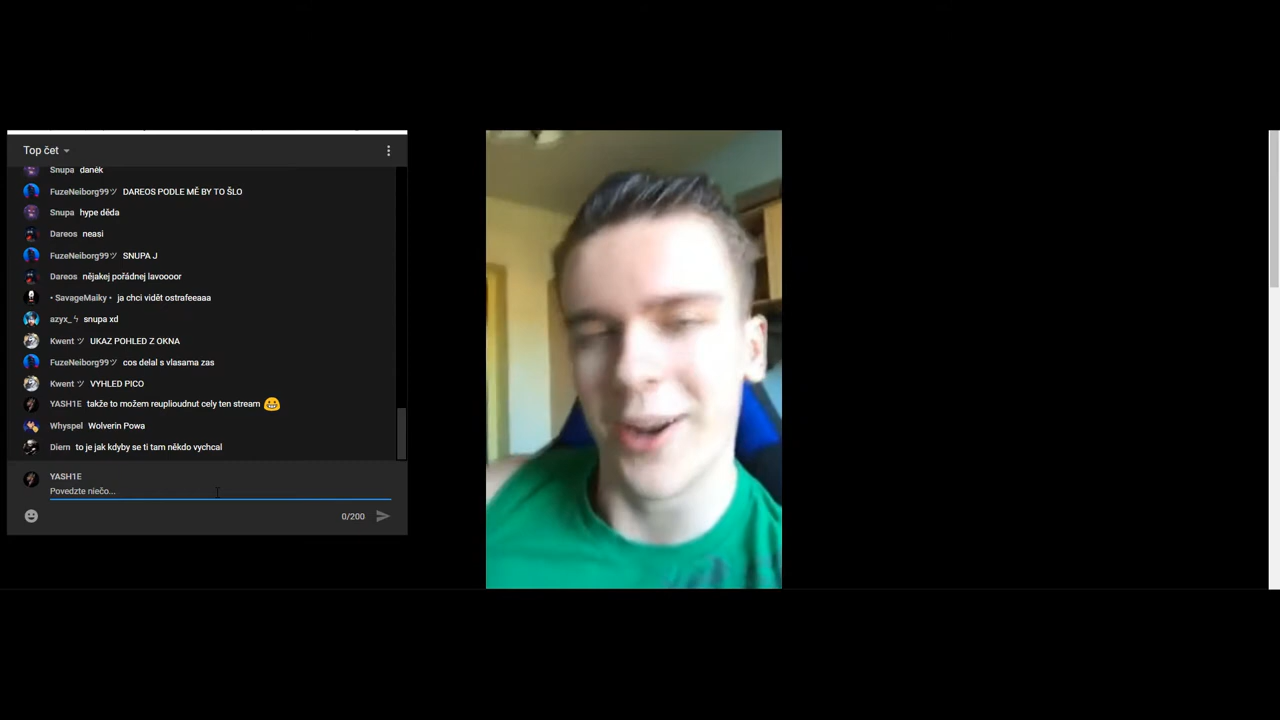 Top čet
Snupa daněk
FuzeNeiborg99ツ DAREOS PODLE MĚ BY TO ŠLO
Snupa hype děda
Dareos neasi
FuzeNeiborg99ツ SNUPA J
Dareos nějakej pořádnej lavoooor
• SavageMaiky • ja chci vidět ostrafeeaaa
azyx_ ϟ snupa xd
Kwent ツ UKAZ POHLED Z OKNA
FuzeNeiborg99ツ cos delal s vlasama zas
Kwent ツ VYHLED PICO
YASH1E takže to možem reuplioudnut cely ten stream 😁
Whyspel Wolverin Powa
Diern to je jak kdyby se ti tam někdo vychcal
YASH1E
Povedzte niečo...
0/200